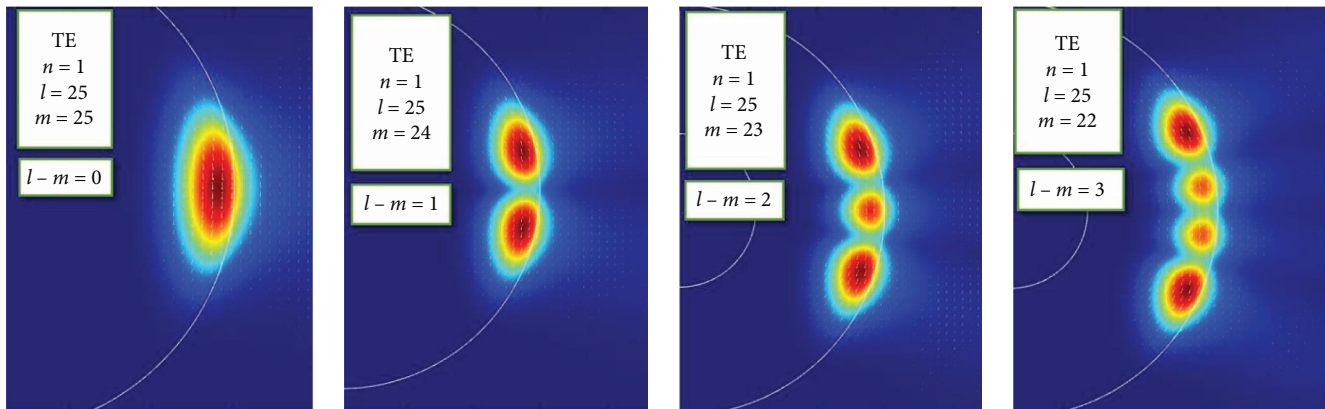 TE
n = 1
l = 25
m = 25
l – m = 0
TE
n = 1
l = 25
m = 24
l – m = 1
TE
n = 1
l = 25
m = 23
l – m = 2
TE
n = 1
l = 25
m = 22
l – m = 3